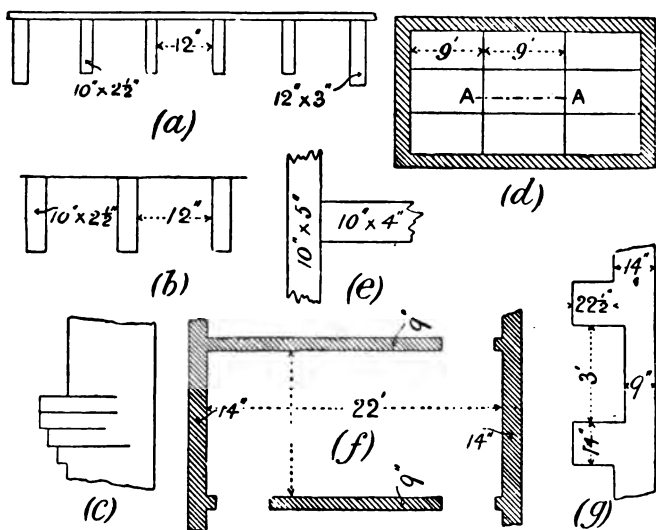 12"
10" × 2½"
12" × 3"
(a)
9' 9'
A A
(d)
10" × 2½"
12"
(b)
10" × 5"
10" × 4"
(e)
(c)
9"
14"
22'
14"
(f)
9"
14"
22½"
3'
9"
14"
(g)